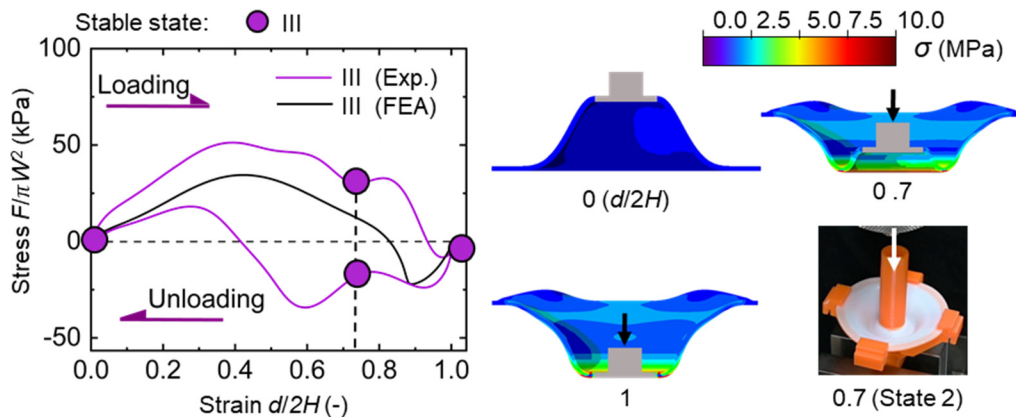 Stable state: III
III (Exp.)
III (FEA)
Loading
Unloading
Stress F/πW² (kPa)
100
50
0
-50
0.0 0.2 0.4 0.6 0.8 1.0
Strain d/2H (-)
0.0 2.5 5.0 7.5 10.0
σ (MPa)
0 (d/2H)
0.7
1
0.7 (State 2)